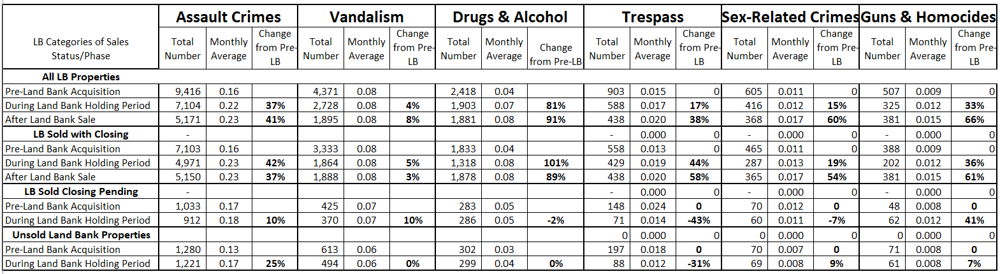 Assault Crimes Vandalism Drugs & Alcohol Trespass Sex-Related Crimes Guns & Homocides
LB Categories of Sales Status/Phase Total Number Monthly Average Change from Pre-LB Total Number Monthly Average Change from Pre-LB Total Number Monthly Average Change from Pre-LB Total Number Monthly Average Change from Pre-LB Total Number Monthly Average Change from Pre-LB Total Number Monthly Average Change from Pre-LB
All LB Properties
Pre-Land Bank Acquisition 9,416 0.16 4,371 0.08 2,418 0.04 903 0.015 0 605 0.011 0 507 0.009 0
During Land Bank Holding Period 7,104 0.22 37% 2,728 0.08 4% 1,903 0.07 81% 588 0.017 17% 416 0.012 15% 325 0.012 33%
After Land Bank Sale 5,171 0.23 41% 1,895 0.08 8% 1,881 0.08 91% 438 0.020 38% 368 0.017 60% 381 0.015 66%
LB Sold with Closing - - 0.000 0 - 0.000 0 - 0.000 0
Pre-Land Bank Acquisition 7,103 0.16 3,333 0.08 1,833 0.04 558 0.013 0 465 0.011 0 388 0.009 0
During Land Bank Holding Period 4,971 0.23 42% 1,864 0.08 5% 1,318 0.08 101% 429 0.019 44% 287 0.013 19% 202 0.012 36%
After Land Bank Sale 5,150 0.23 37% 1,888 0.08 3% 1,878 0.08 89% 438 0.020 58% 365 0.017 54% 381 0.015 61%
LB Sold Closing Pending - - 0.000 0 - 0.000 0 - 0.000 0
Pre-Land Bank Acquisition 1,033 0.17 425 0.07 283 0.05 148 0.024 0 70 0.012 0 48 0.008 0
During Land Bank Holding Period 912 0.18 10% 370 0.07 10% 286 0.05 -2% 71 0.014 -43% 60 0.011 -7% 62 0.012 41%
Unsold Land Bank Properties 0 0.000 0 0 0.000 0 0 0.000 0
Pre-Land Bank Acquisition 1,280 0.13 613 0.06 302 0.03 197 0.018 0 70 0.007 0 71 0.008 0
During Land Bank Holding Period 1,221 0.17 25% 494 0.06 0% 299 0.04 0% 88 0.012 -31% 69 0.008 9% 61 0.008 7%